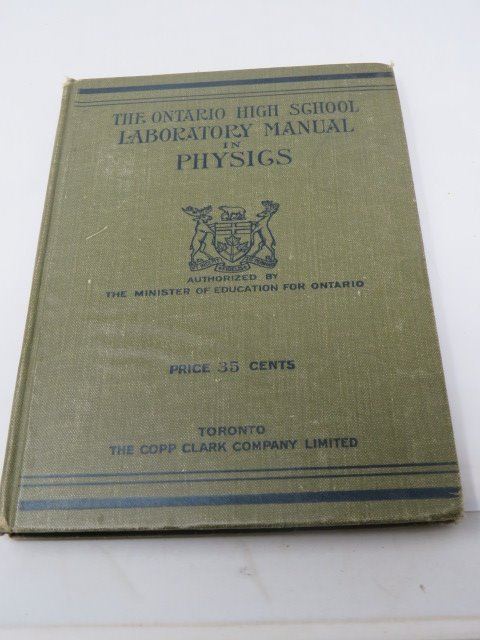 THE ONTARIO HIGH SCHOOL
LABORATORY MANUAL
IN
PHYSICS
AUTHORIZED BY
THE MINISTER OF EDUCATION FOR ONTARIO
PRICE 35 CENTS
TORONTO
THE COPP CLARK COMPANY LIMITED